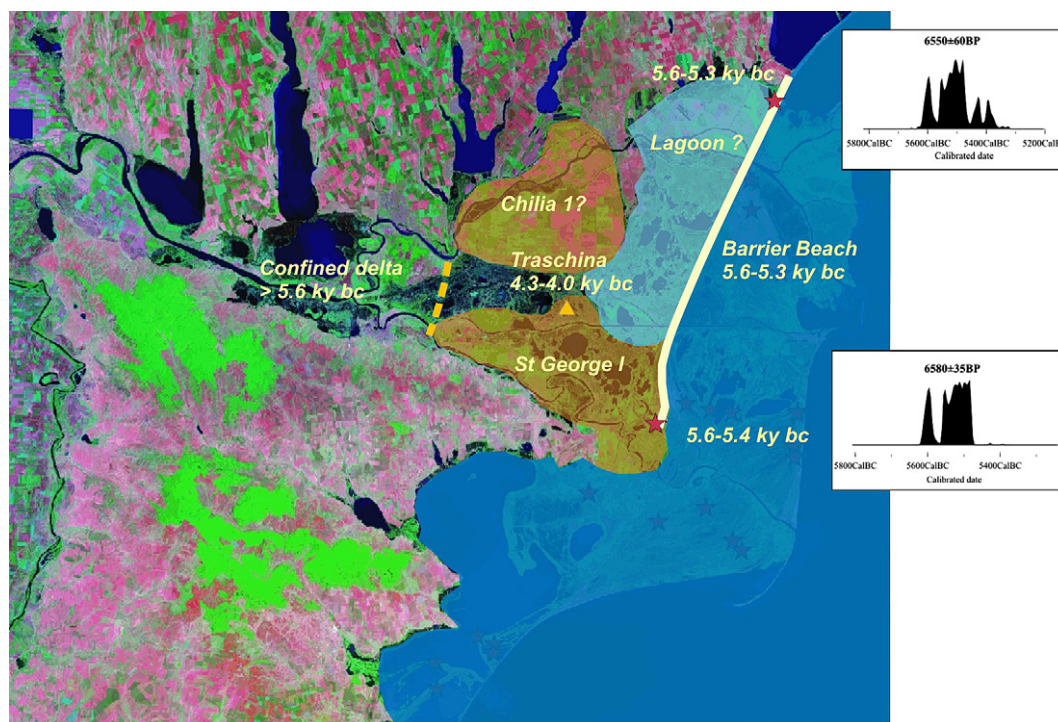 6550±60BP
5.6-5.3 ky bc
Lagoon ?
5800CalBC 5600CalBC 5400CalBC 5200CalB
Calibrated date
Chilia 1?
Barrier Beach
5.6-5.3 ky bc
Confined delta
> 5.6 ky bc
Traschina
4.3-4.0 ky bc
St George I
6580±35BP
5.6-5.4 ky bc
5800CalBC 5600CalBC 5400CalBC
Calibrated date